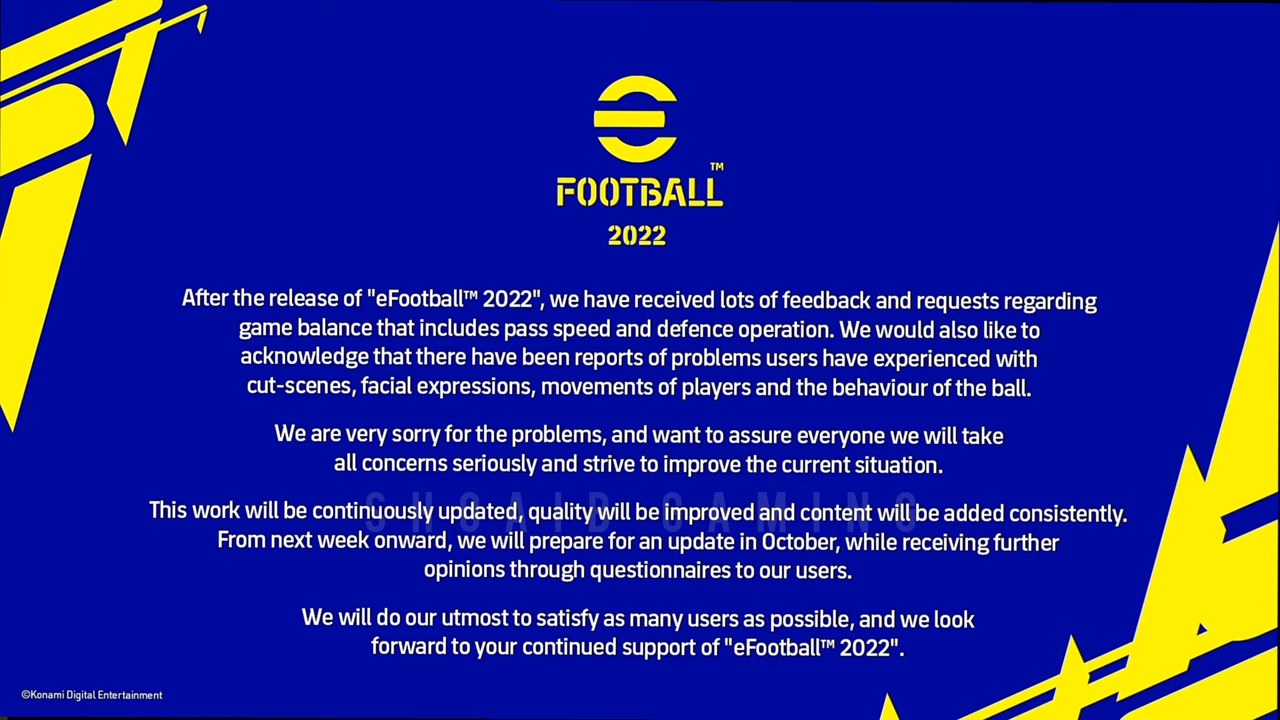 FOOTBALL™
2022
After the release of "eFootball™ 2022", we have received lots of feedback and requests regarding
game balance that includes pass speed and defence operation. We would also like to
acknowledge that there have been reports of problems users have experienced with
cut-scenes, facial expressions, movements of players and the behaviour of the ball.
We are very sorry for the problems, and want to assure everyone we will take
all concerns seriously and strive to improve the current situation.
SHOAIB GAMING
This work will be continuously updated, quality will be improved and content will be added consistently.
From next week onward, we will prepare for an update in October, while receiving further
opinions through questionnaires to our users.
We will do our utmost to satisfy as many users as possible, and we look
forward to your continued support of "eFootball™ 2022".
©Konami Digital Entertainment